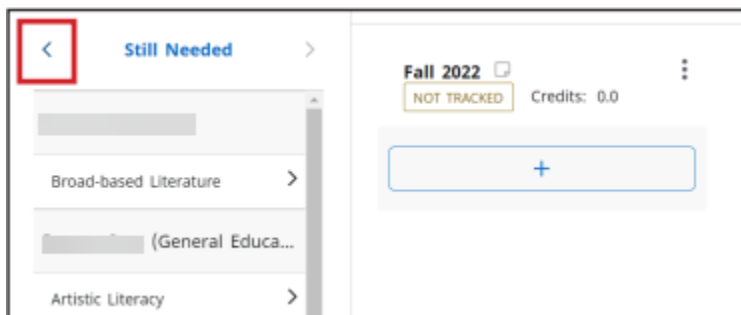 Still Needed
Fall 2022
NOT TRACKED Credits: 0.0
+
Broad-based Literature
(General Educa...
Artistic Literacy